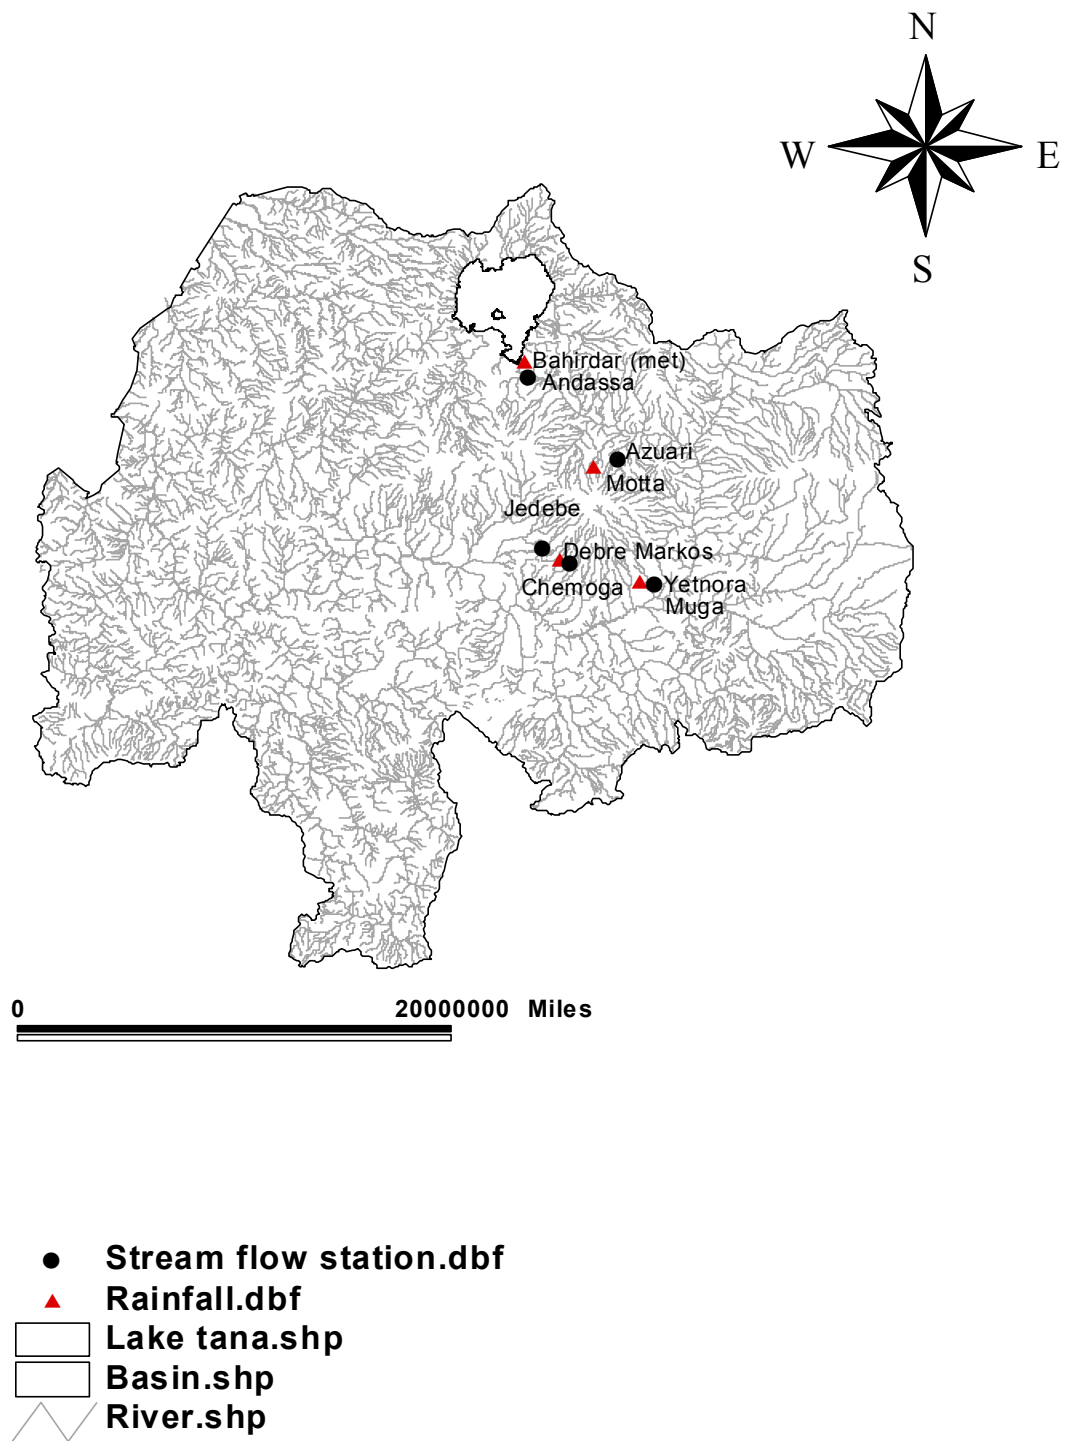 N
W E
S
Bahirdar (met)
Andassa
Azuari
Motta
Jedebe
Debre Markos
Chemoga
Yetnora
Muga
0 20000000 Miles
Stream flow station.dbf
Rainfall.dbf
Lake tana.shp
Basin.shp
River.shp